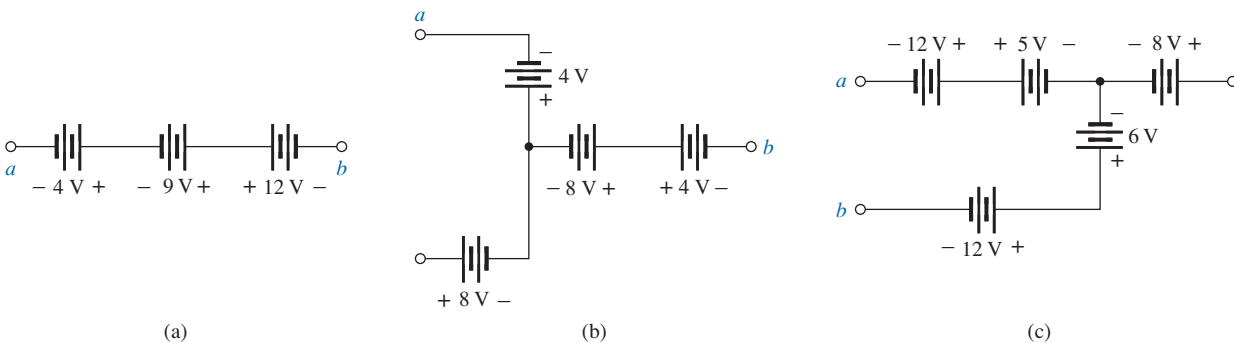 a
b
− 4 V +
− 9 V +
+ 12 V −
(a)
a
−
4 V
+
b
− 8 V +
+ 4 V −
+ 8 V −
(b)
− 12 V +
+ 5 V -
− 8 V +
a
−
6 V
+
b
− 12 V +
(c)